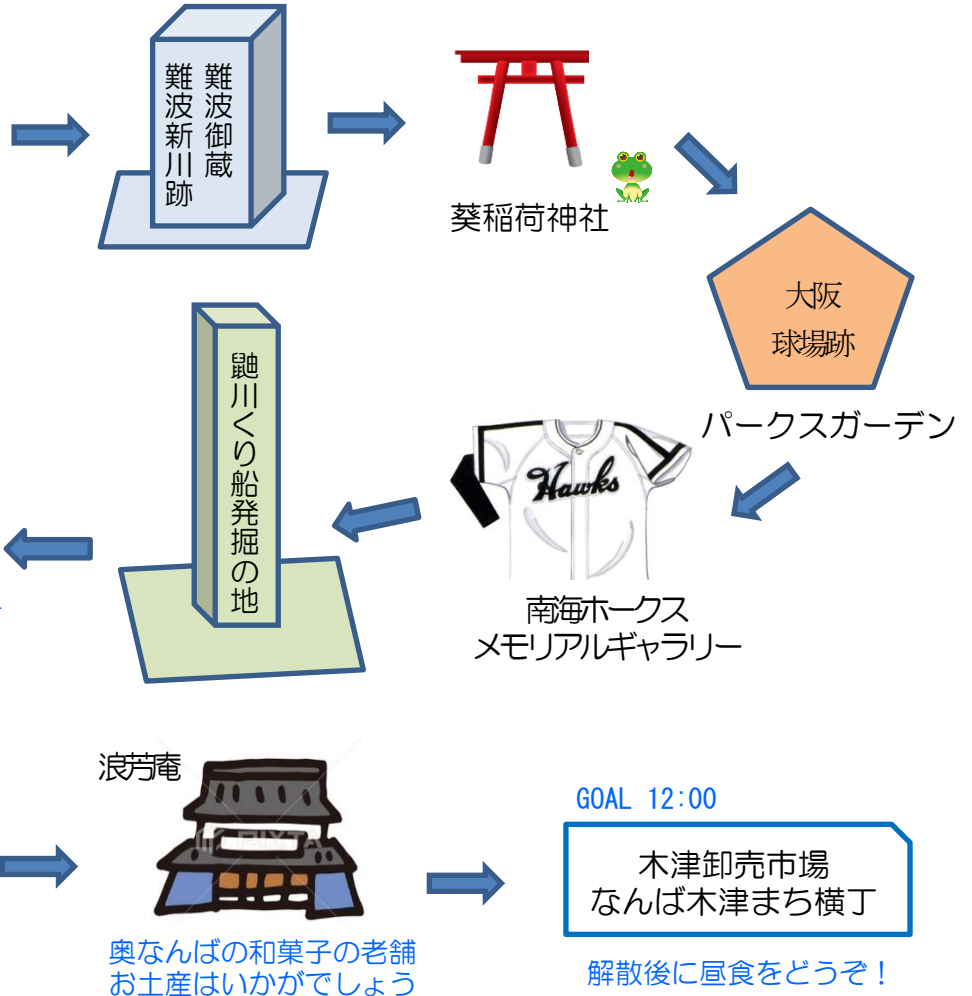 難波御蔵
難波新川跡
葵稲荷神社
大阪
球場跡
パークスガーデン
Hawks
南海ホークス
メモリアルギャラリー
鼬川くり船発掘の地
浪芳庵
PIXTA
奥なんばの和菓子の老舗
お土産はいかがでしょう
GOAL 12:00
木津卸売市場
なんば木津まち横丁
解散後に昼食をどうぞ！